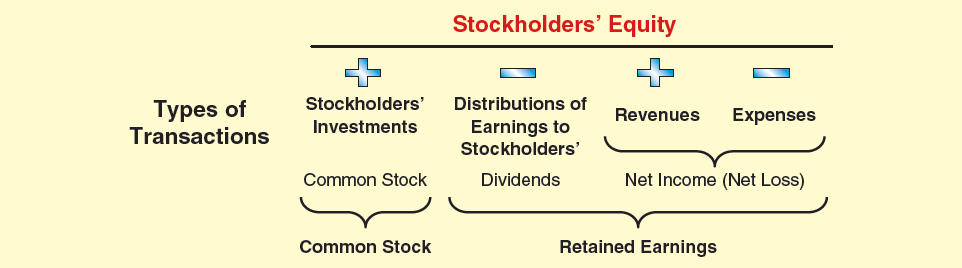 Stockholders' Equity
Types of
Transactions
Stockholders'
Investments
Distributions of
Earnings to
Stockholders'
Revenues
Expenses
Common Stock
Dividends
Net Income (Net Loss)
Common Stock
Retained Earnings